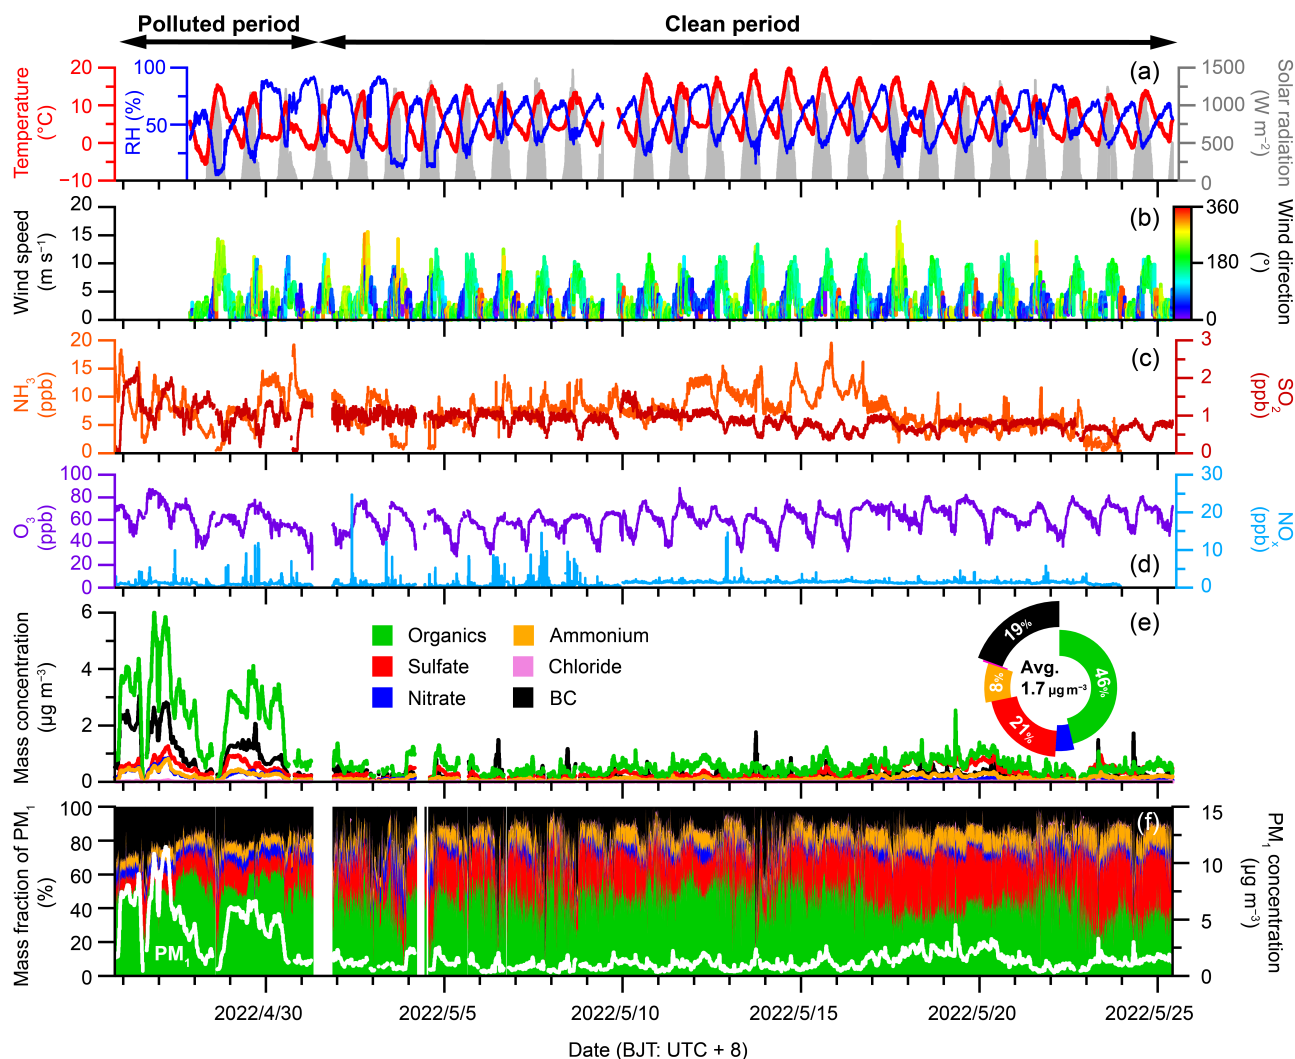 Polluted period
Clean period
(a)
Temperature
(°C)
20
10
0
−10
RH (%)
100
50
1500
1000
500
0
Solar radiation
(W m⁻²)
(b)
Wind speed
(m s⁻¹)
20
15
10
5
0
360
180
0
Wind direction
(°)
(c)
NH₃
(ppb)
20
15
10
5
0
3
2
1
0
SO₂
(ppb)
(d)
O₃
(ppb)
100
80
60
40
20
0
30
20
10
0
NOₓ
(ppb)
(e)
Mass concentration
(µg m⁻³)
6
4
2
0
Organics
Sulfate
Nitrate
Ammonium
Chloride
BC
19%
46%
8%
21%
Avg.
1.7 µg m⁻³
(f)
Mass fraction of PM₁
(%)
100
80
60
40
20
0
PM₁
15
10
5
0
PM₁ concentration
(µg m⁻³)
2022/4/30
2022/5/5
2022/5/10
2022/5/15
2022/5/20
2022/5/25
Date (BJT: UTC + 8)